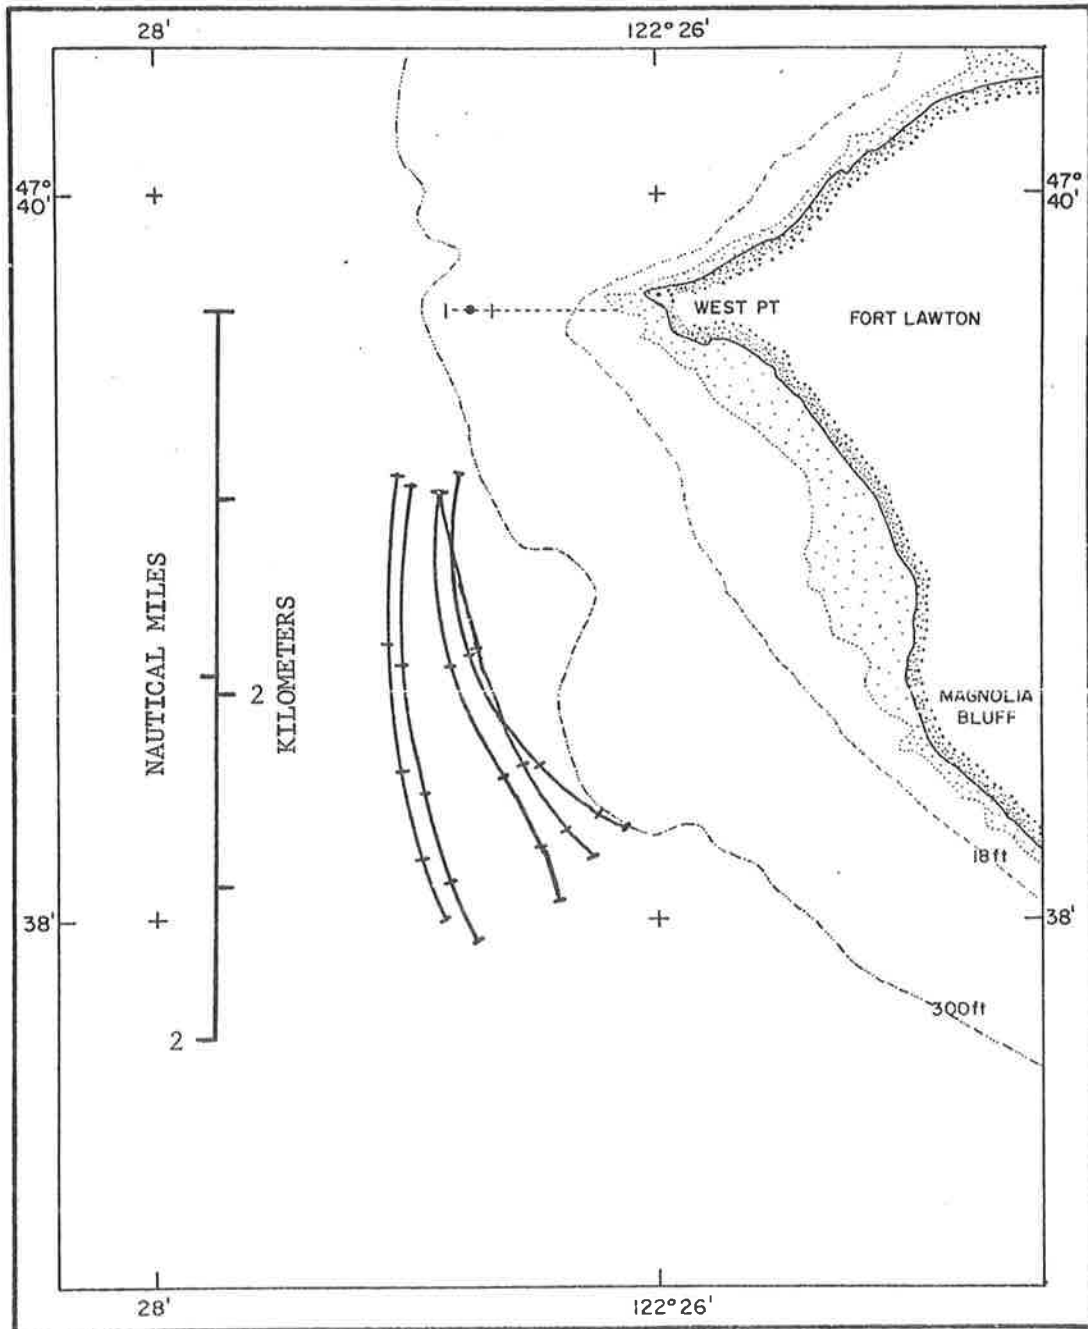 28'
122° 26'
47°
40'
47°
40'
WEST PT
FORT LAWTON
NAUTICAL MILES
2
KILOMETERS
MAGNOLIA
BLUFF
18ft
38'
38'
300ft
2
28'
122° 26'